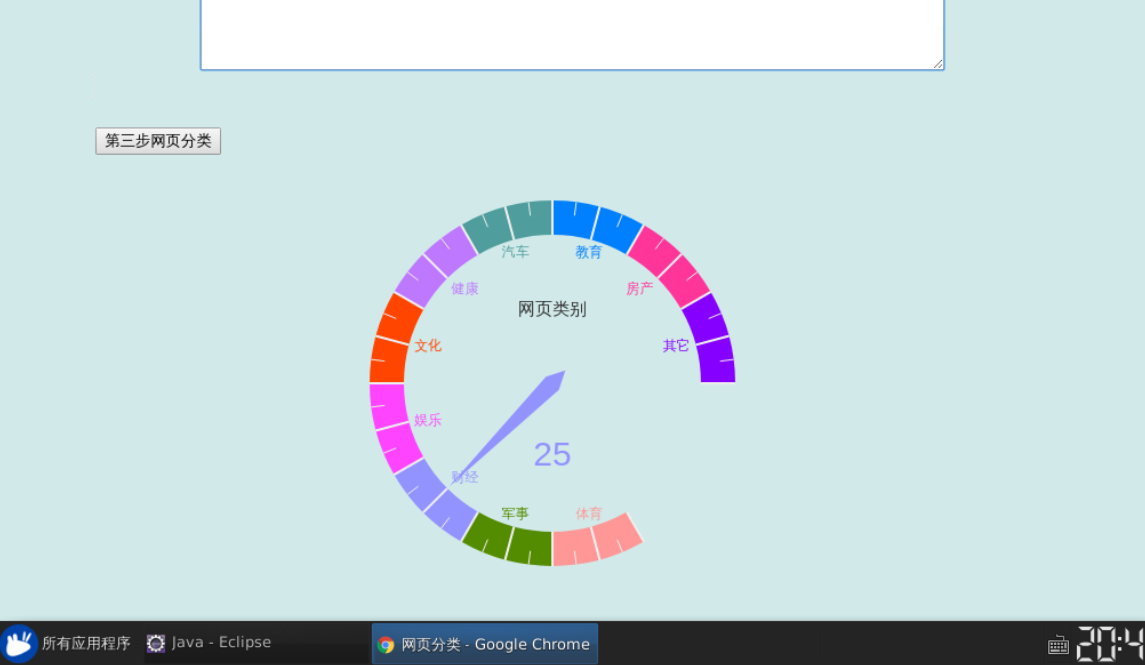 第三步网页分类
汽车
教育
健康
房产
网页类别
文化
其它
娱乐
25
财经
军事
体育
所有应用程序
Java - Eclipse
网页分类 - Google Chrome
20:4